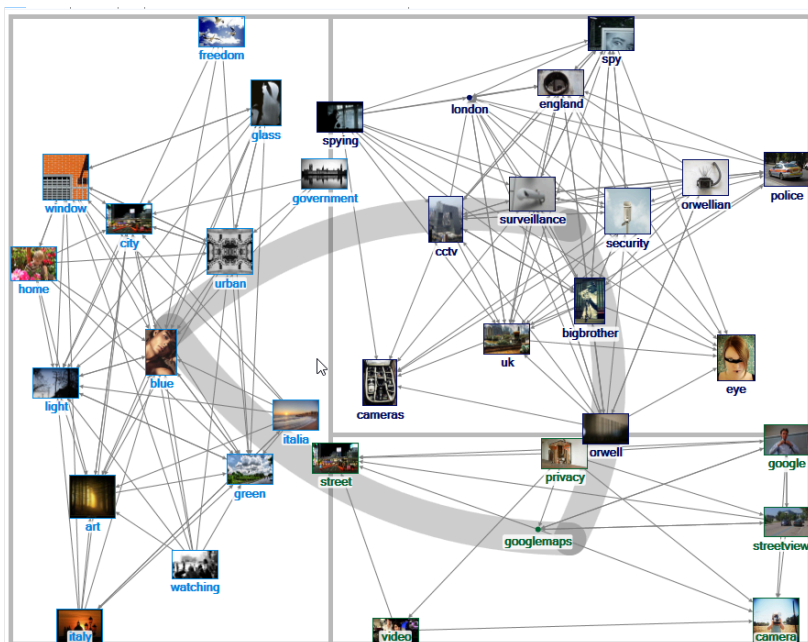 freedom
spy
london
england
glass
spying
government
window
city
surveillance
orwellian
police
cctv
security
home
urban
bigbrother
uk
blue
eye
light
cameras
italia
orwell
street
privacy
google
green
art
googlemaps
streetview
watching
italy
video
camera